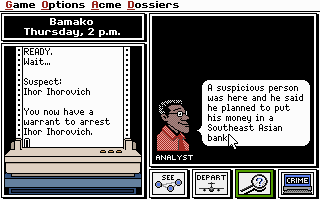 Game Options Acme Dossiers
Bamako
Thursday, 2 p.m.
READY.
Wait...
Suspect:
Ihor Ihorovich
You now have a
warrant to arrest
Ihor Ihorovich.
A suspicious person
was here and he said
he planned to put
his money in a
Southeast Asian
bank.
ANALYST
SEE
DEPART
CRIME